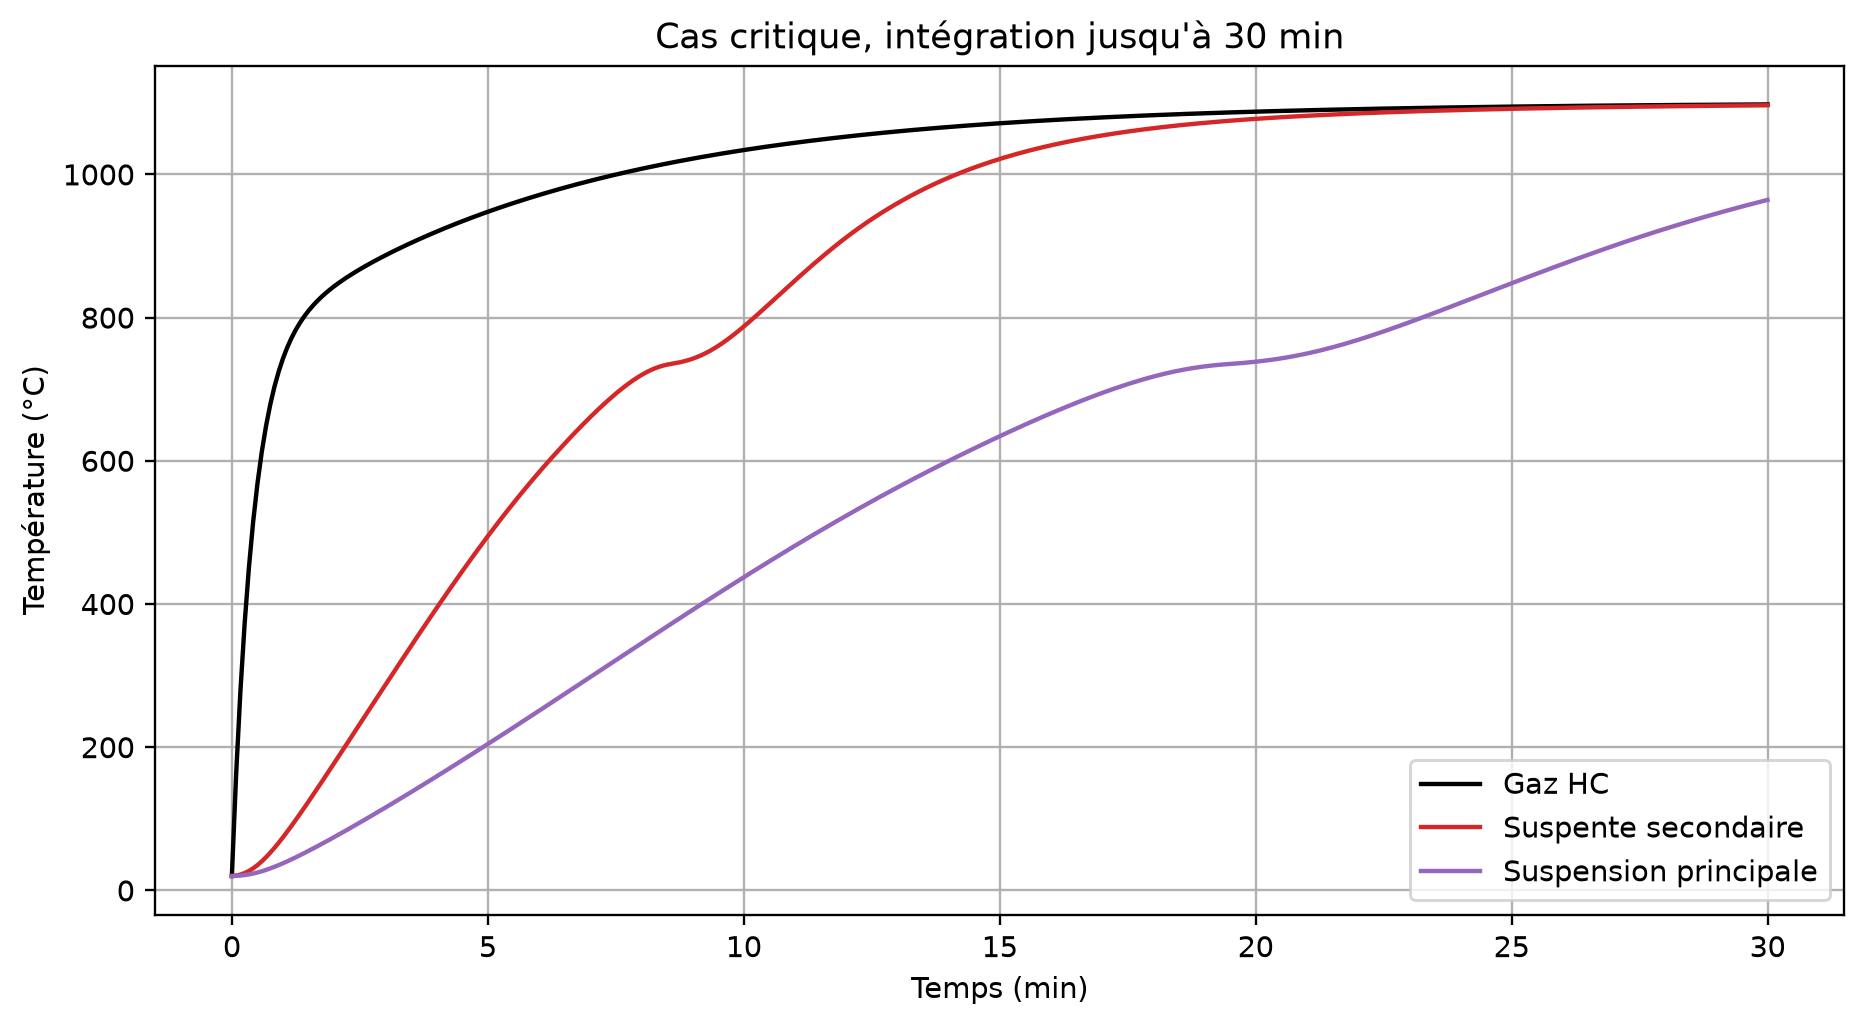 Cas critique, intégration jusqu'à 30 min
Température (°C)
1000
800
600
400
200
0
0 5 10 15 20 25 30
Temps (min)
Gaz HC
Suspente secondaire
Suspension principale